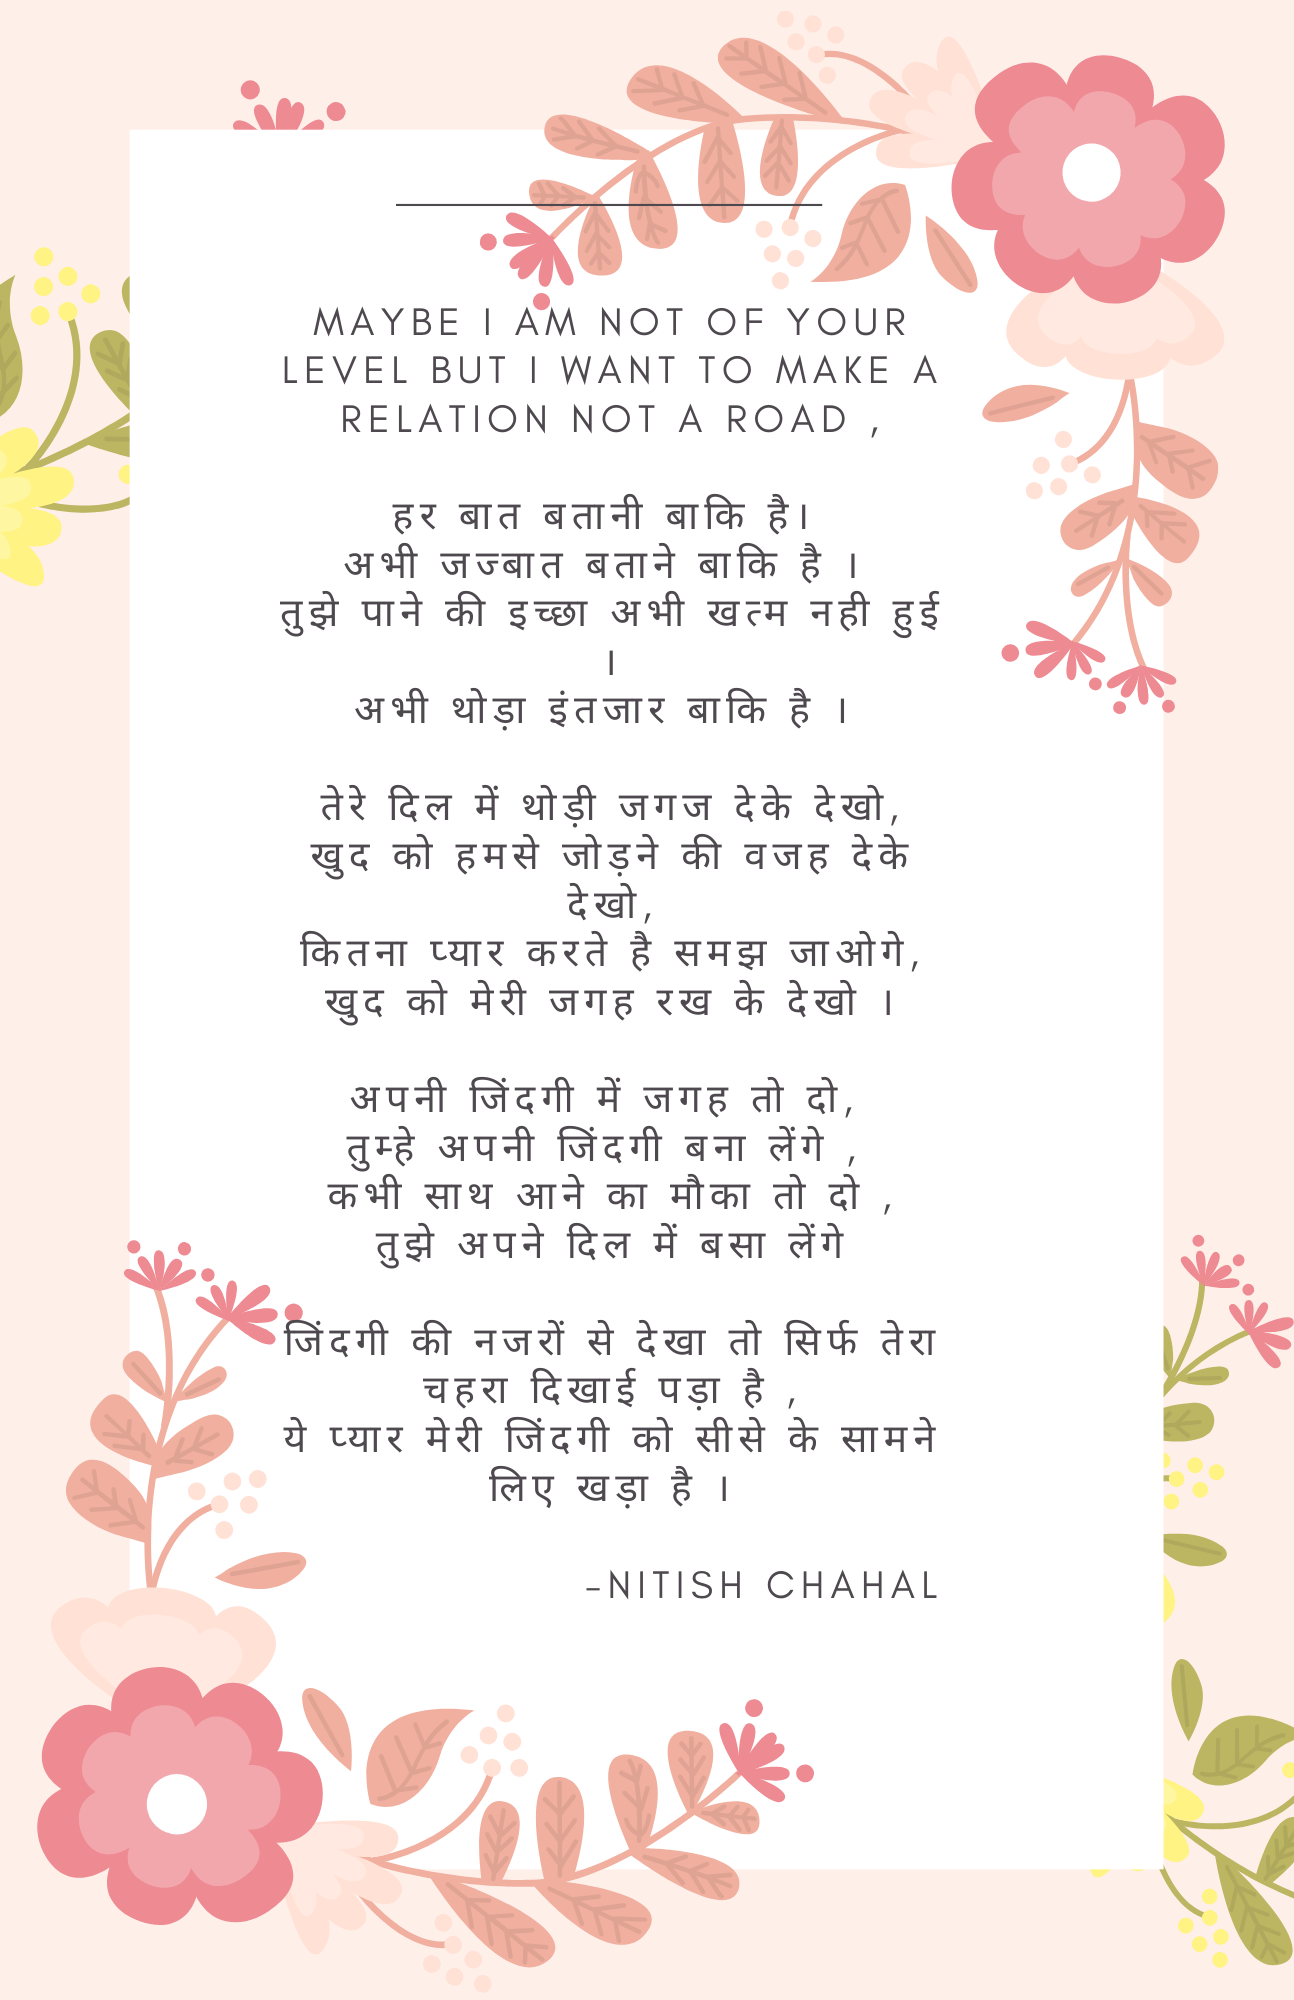 MAYBE I AM NOT OF YOUR
LEVEL BUT I WANT TO MAKE A
RELATION NOT A ROAD ,
हर बात बतानी बाकि है।
अभी जज्बात बताने बाकि है ।
तुझे पाने की इच्छा अभी खत्म नही हुई
।
अभी थोड़ा इंतजार बाकि है ।
तेरे दिल में थोड़ी जगज देके देखो,
खुद को हमसे जोड़ने की वजह देके
देखो,
कितना प्यार करते है समझ जाओगे,
खुद को मेरी जगह रख के देखो ।
अपनी जिंदगी में जगह तो दो,
तुम्हे अपनी जिंदगी बना लेंगे ,
कभी साथ आने का मौका तो दो ,
तुझे अपने दिल में बसा लेंगे
जिंदगी की नजरों से देखा तो सिर्फ तेरा
चहरा दिखाई पड़ा है ,
ये प्यार मेरी जिंदगी को सीसे के सामने
लिए खड़ा है ।
-NITISH CHAHAL